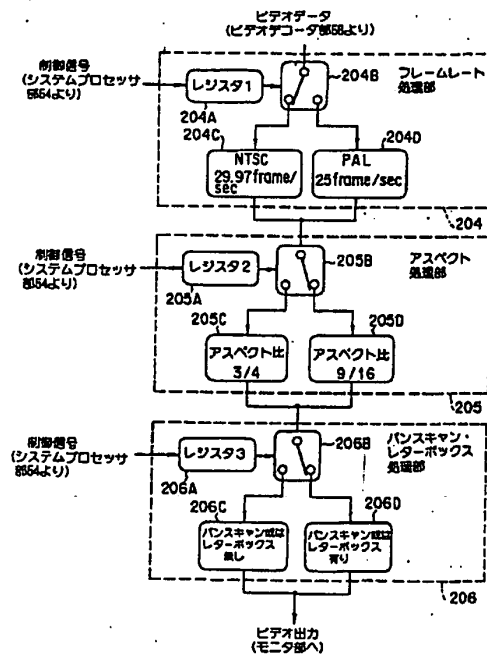 ビデオデータ
(ビデオデコーダ部58より)
制御信号
(システムプロセッサ
部54より)
レジスタ1
204A
204B
フレームレート
処理部
204C
204D
NTSC
29.97frame/
sec
PAL
25frame/sec
204
制御信号
(システムプロセッサ
部54より)
レジスタ2
205A
205B
アスペクト
処理部
205C
205D
アスペクト比
3/4
アスペクト比
9/16
205
制御信号
(システムプロセッサ
部54より)
レジスタ3
206A
206B
パンスキャン・
レターボックス
処理部
206C
206D
パンスキャン或は
レターボックス
無し
パンスキャン或は
レターボックス
有り
206
ビデオ出力
(モニタ部へ)